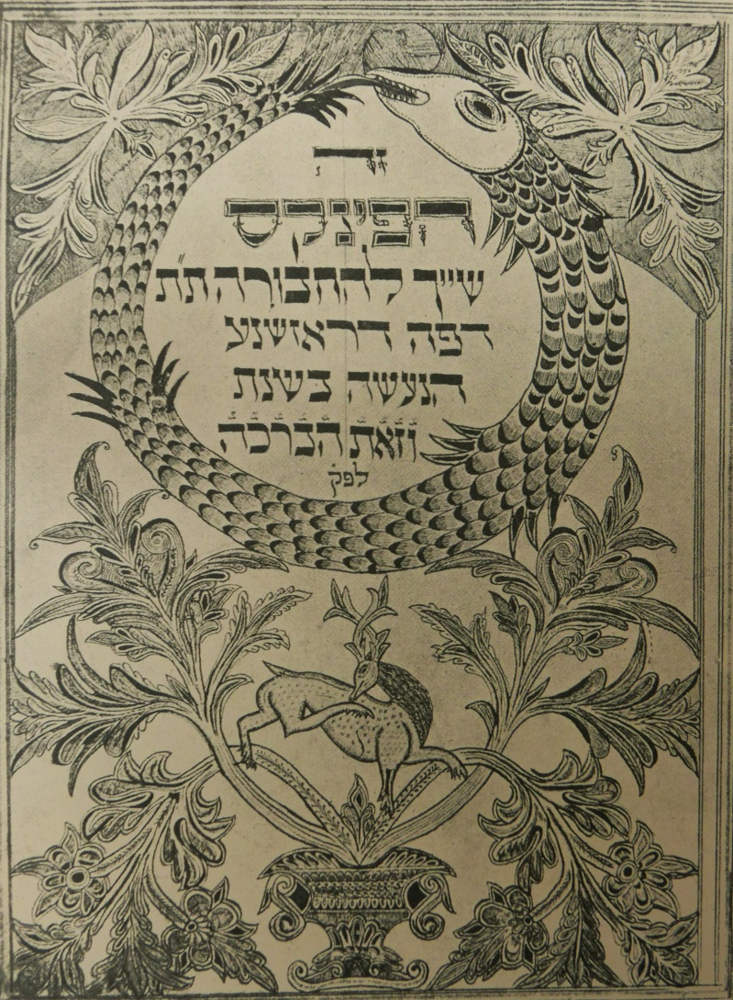 זה
הפינקס
שייך להחבורה ת״ת
דפה דראזשנע
הנעשה בשנת
וזאת הברכה
לפק